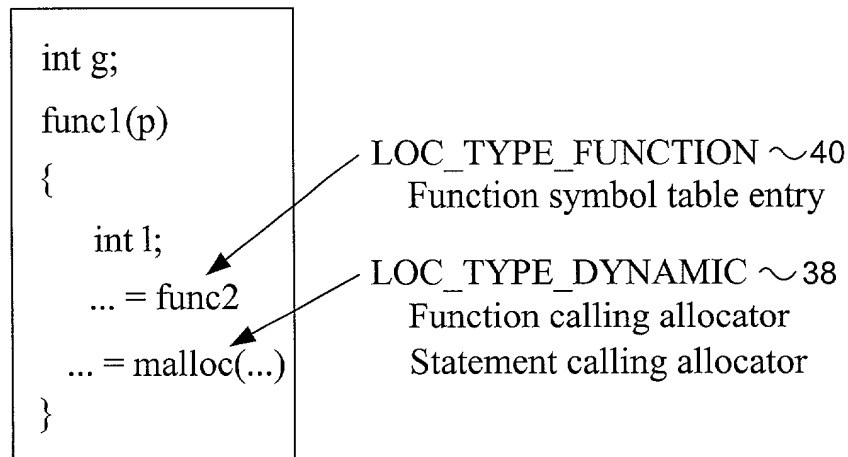 int g;
func1(p)
{
int l;
... = func2
... = malloc(...)
}
LOC_TYPE_FUNCTION 40
Function symbol table entry
LOC_TYPE_DYNAMIC 38
Function calling allocator
Statement calling allocator